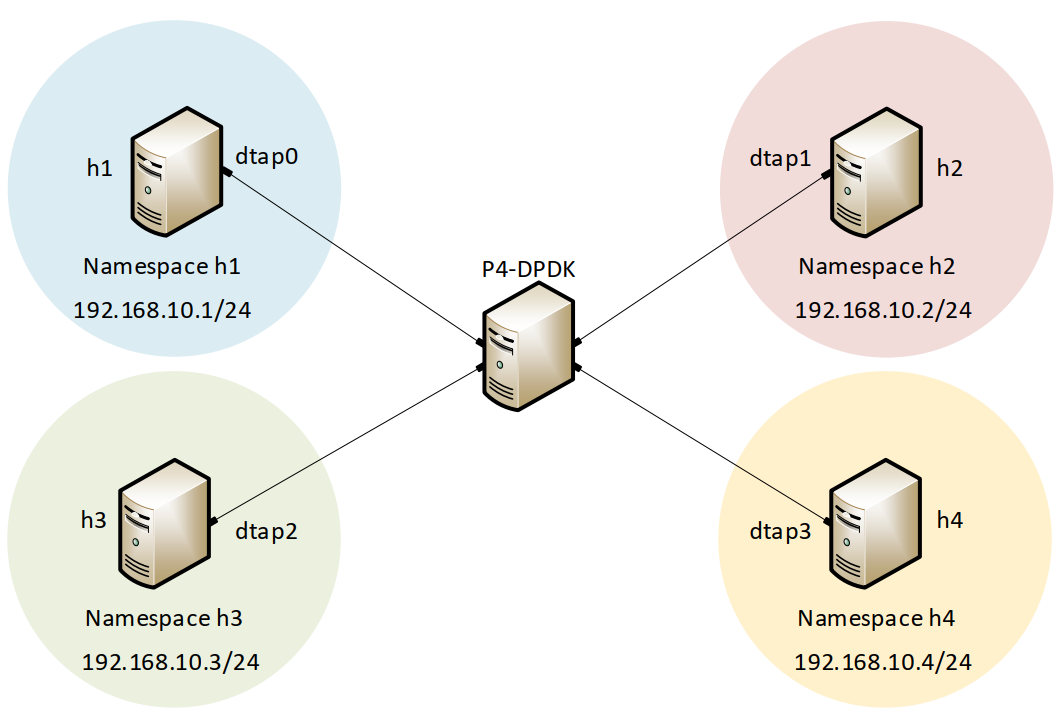 h1
dtap0
Namespace h1
192.168.10.1/24
dtap1
h2
Namespace h2
192.168.10.2/24
P4-DPDK
h3
dtap2
Namespace h3
192.168.10.3/24
dtap3
h4
Namespace h4
192.168.10.4/24